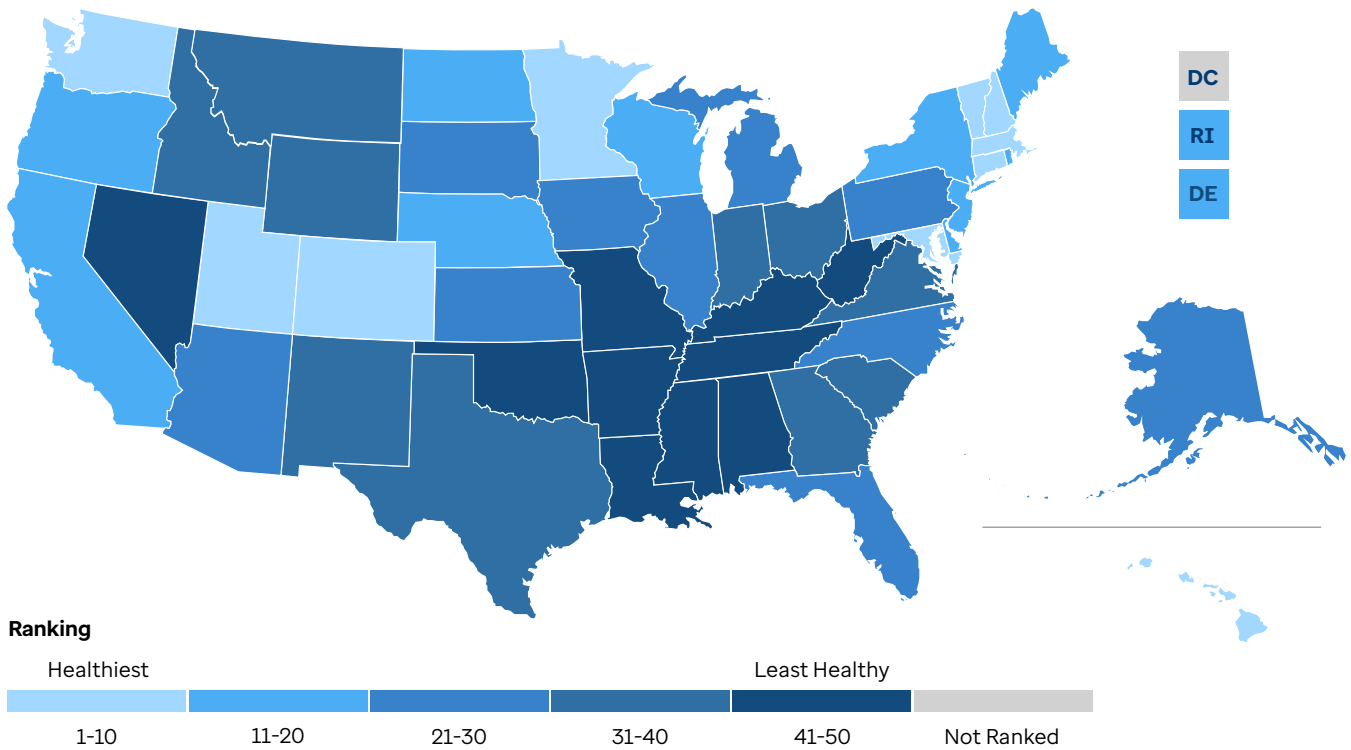 DC
RI
DE
Ranking
Healthiest Least Healthy
1-10 11-20 21-30 31-40 41-50 Not Ranked